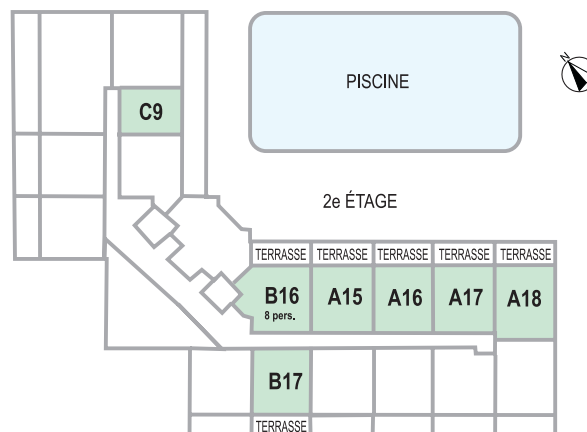 PISCINE
N
C9
2e ÉTAGE
TERRASSE TERRASSE TERRASSE TERRASSE TERRASSE
B16 A15 A16 A17 A18
8 pers.
B17
TERRASSE